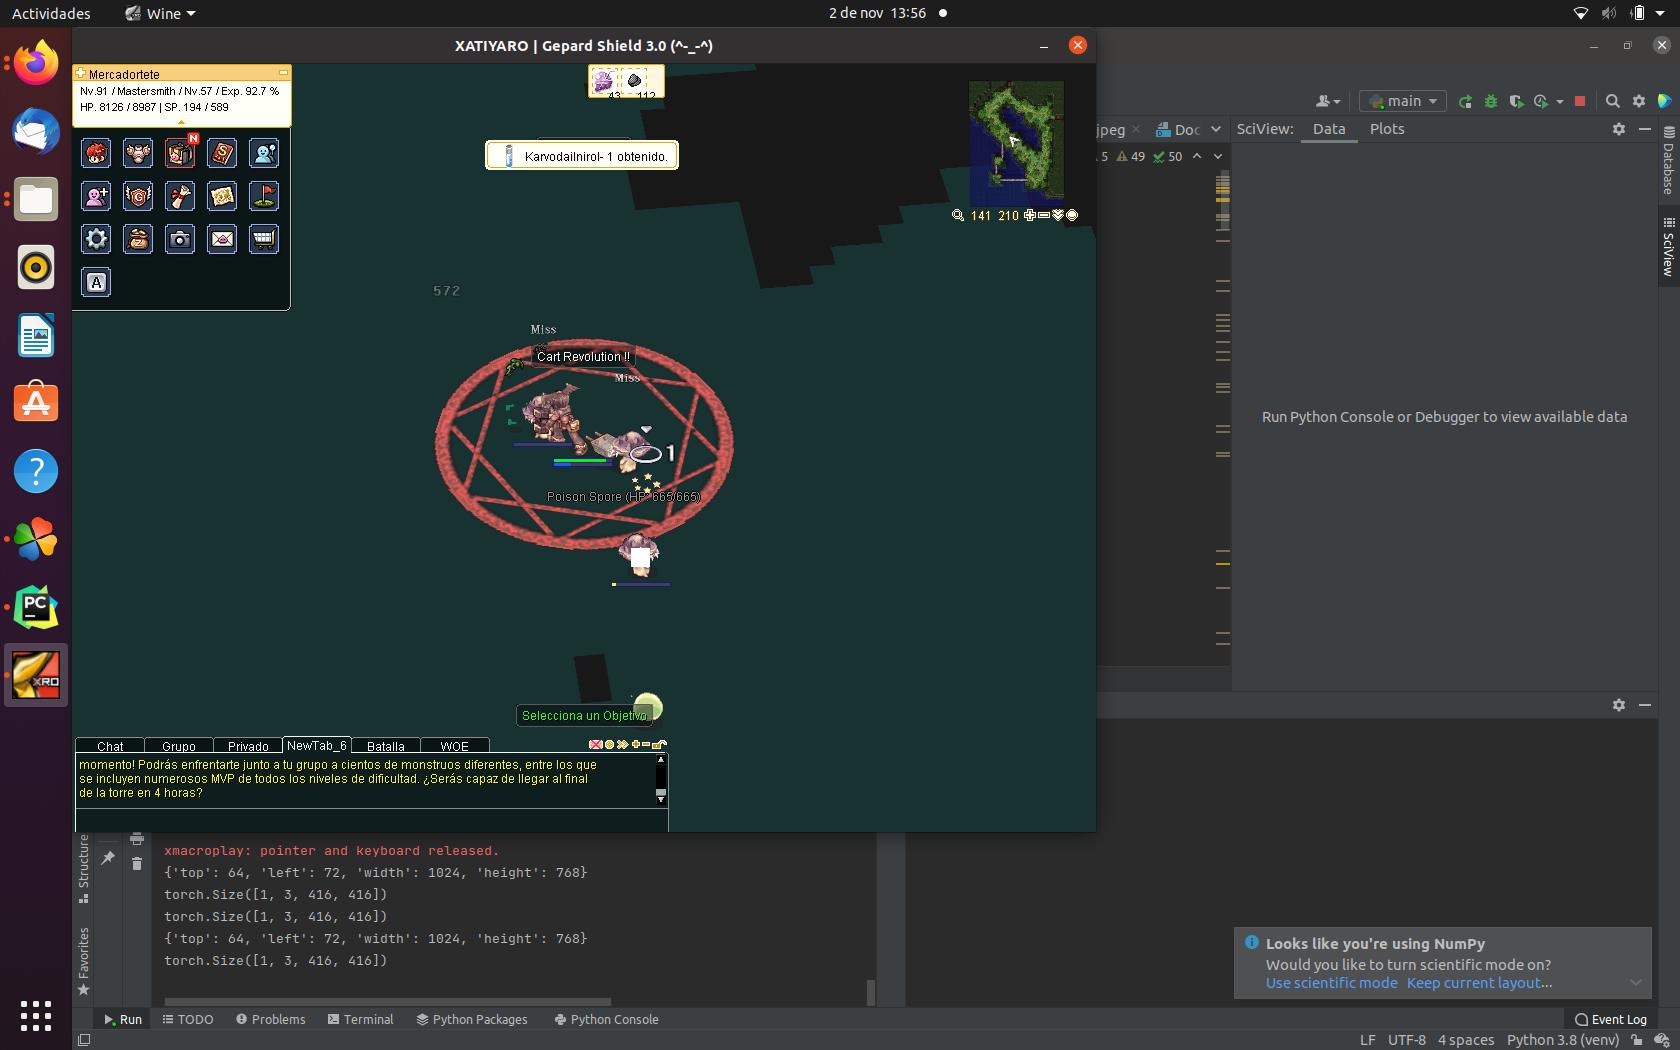 Actividades
Wine
2 de nov 13:56
XATIYARO | Gepard Shield 3.0 (^-_-^)
Mercadortete
Nv.91 / Mastersmith / Nv.57 / Exp. 92.7 %
HP. 8126 / 8987 | SP. 194 / 589
N
A
43 112
Karvodailnirol- 1 obtenido.
141 210
572
Miss
Cart Revolution !!
Miss
1
Poison Spore (HP: 665/665)
Selecciona un Objetivo
Chat Grupo Privado NewTab_6 Batalla WOE
momento! Podrás enfrentarte junto a tu grupo a cientos de monstruos diferentes, entre los que
se incluyen numerosos MVP de todos los niveles de dificultad. ¿Serás capaz de llegar al final
de la torre en 4 horas?
main
jpeg
Doc
SciView:
Data
Plots
5 49 50
Database
SciView
Run Python Console or Debugger to view available data
XRO
PC
Structure
Favorites
xmacroplay: pointer and keyboard released.
{'top': 64, 'left': 72, 'width': 1024, 'height': 768}
torch.Size([1, 3, 416, 416])
torch.Size([1, 3, 416, 416])
{'top': 64, 'left': 72, 'width': 1024, 'height': 768}
torch.Size([1, 3, 416, 416])
Looks like you're using NumPy
Would you like to turn scientific mode on?
Use scientific mode Keep current layout...
Run TODO Problems Terminal Python Packages Python Console
Event Log
LF UTF-8 4 spaces Python 3.8 (venv)